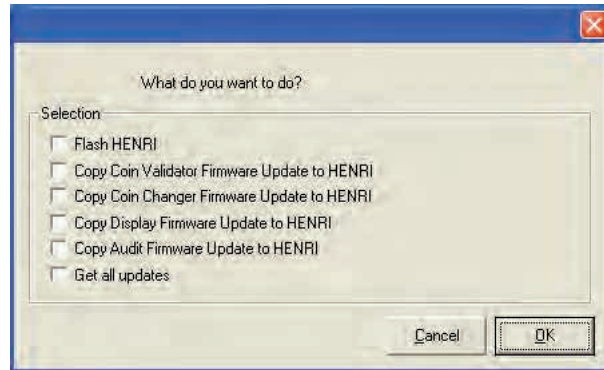 What do you want to do?
Selection
Flash HENRI
Copy Coin Validator Firmware Update to HENRI
Copy Coin Changer Firmware Update to HENRI
Copy Display Firmware Update to HENRI
Copy Audit Firmware Update to HENRI
Get all updates
Cancel OK